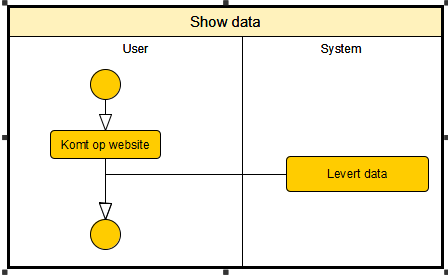 Show data
User
System
Komt op website
Levert data